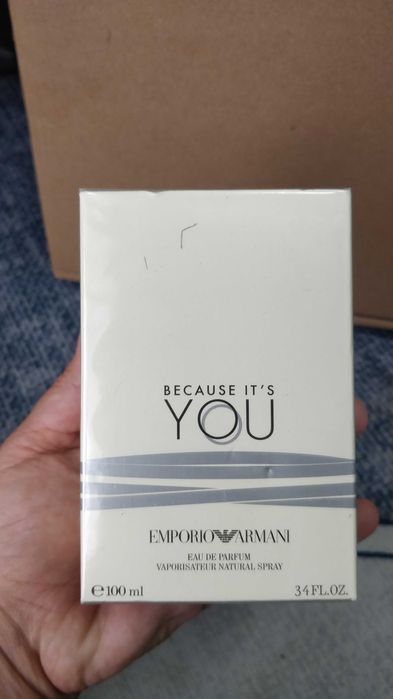 BECAUSE IT'S
YOU
EMPORIO ARMANI
EAU DE PARFUM
VAPORISATEUR NATURAL SPRAY
e 100 ml 3.4 FL.OZ.